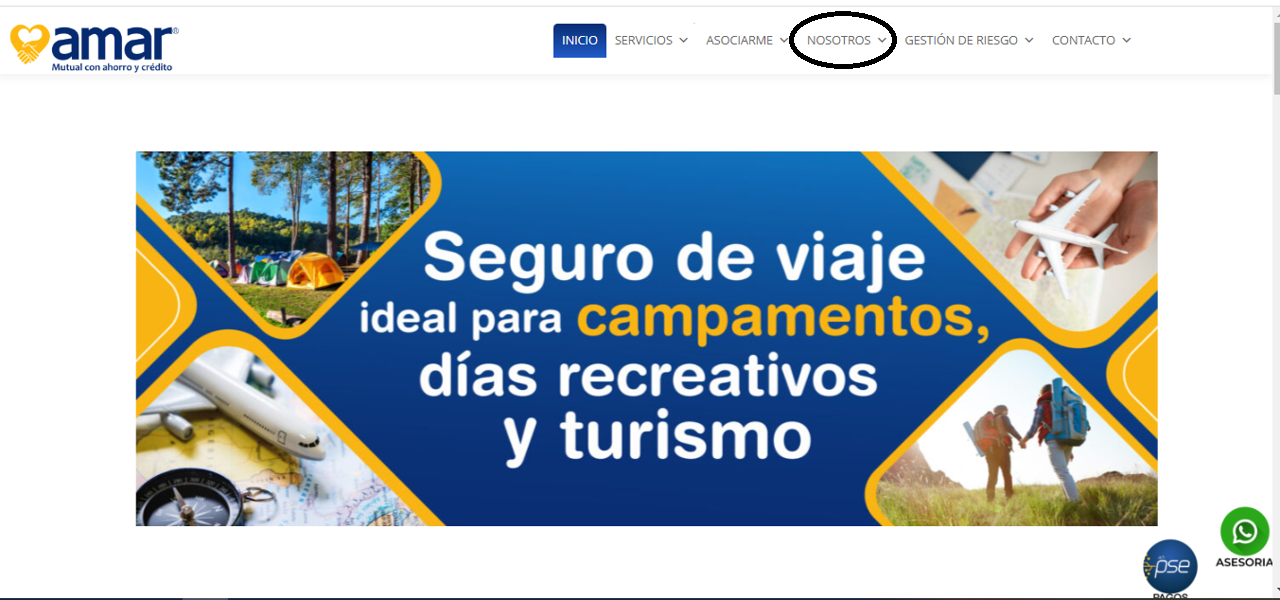 amar®
Mutual con ahorro y crédito
INICIO SERVICIOS ASOCIARME NOSOTROS GESTIÓN DE RIESGO CONTACTO
Seguro de viaje
ideal para campamentos,
días recreativos
y turismo
pse
PAGOS
ASESORIA